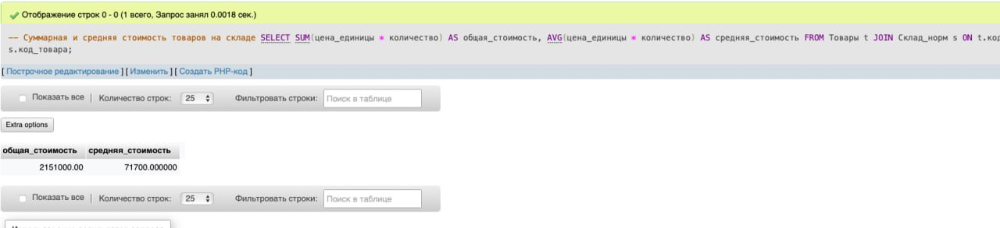 Отображение строк 0 - 0 (1 всего, Запрос занял 0.0018 сек.)
-- Суммарная и средняя стоимость товаров на складе SELECT SUM(цена_единицы * количество) AS общая_стоимость, AVG(цена_единицы * количество) AS средняя_стоимость FROM Товары t JOIN Склад_норм s ON t.код
s.код_товара;
[ Построчное редактирование ] [ Изменить ] [ Создать PHP-код ]
Показать все | Количество строк: 25 Фильтровать строки: Поиск в таблице
Extra options
общая_стоимость средняя_стоимость
2151000.00 71700.000000
Показать все | Количество строк: 25 Фильтровать строки: Поиск в таблице